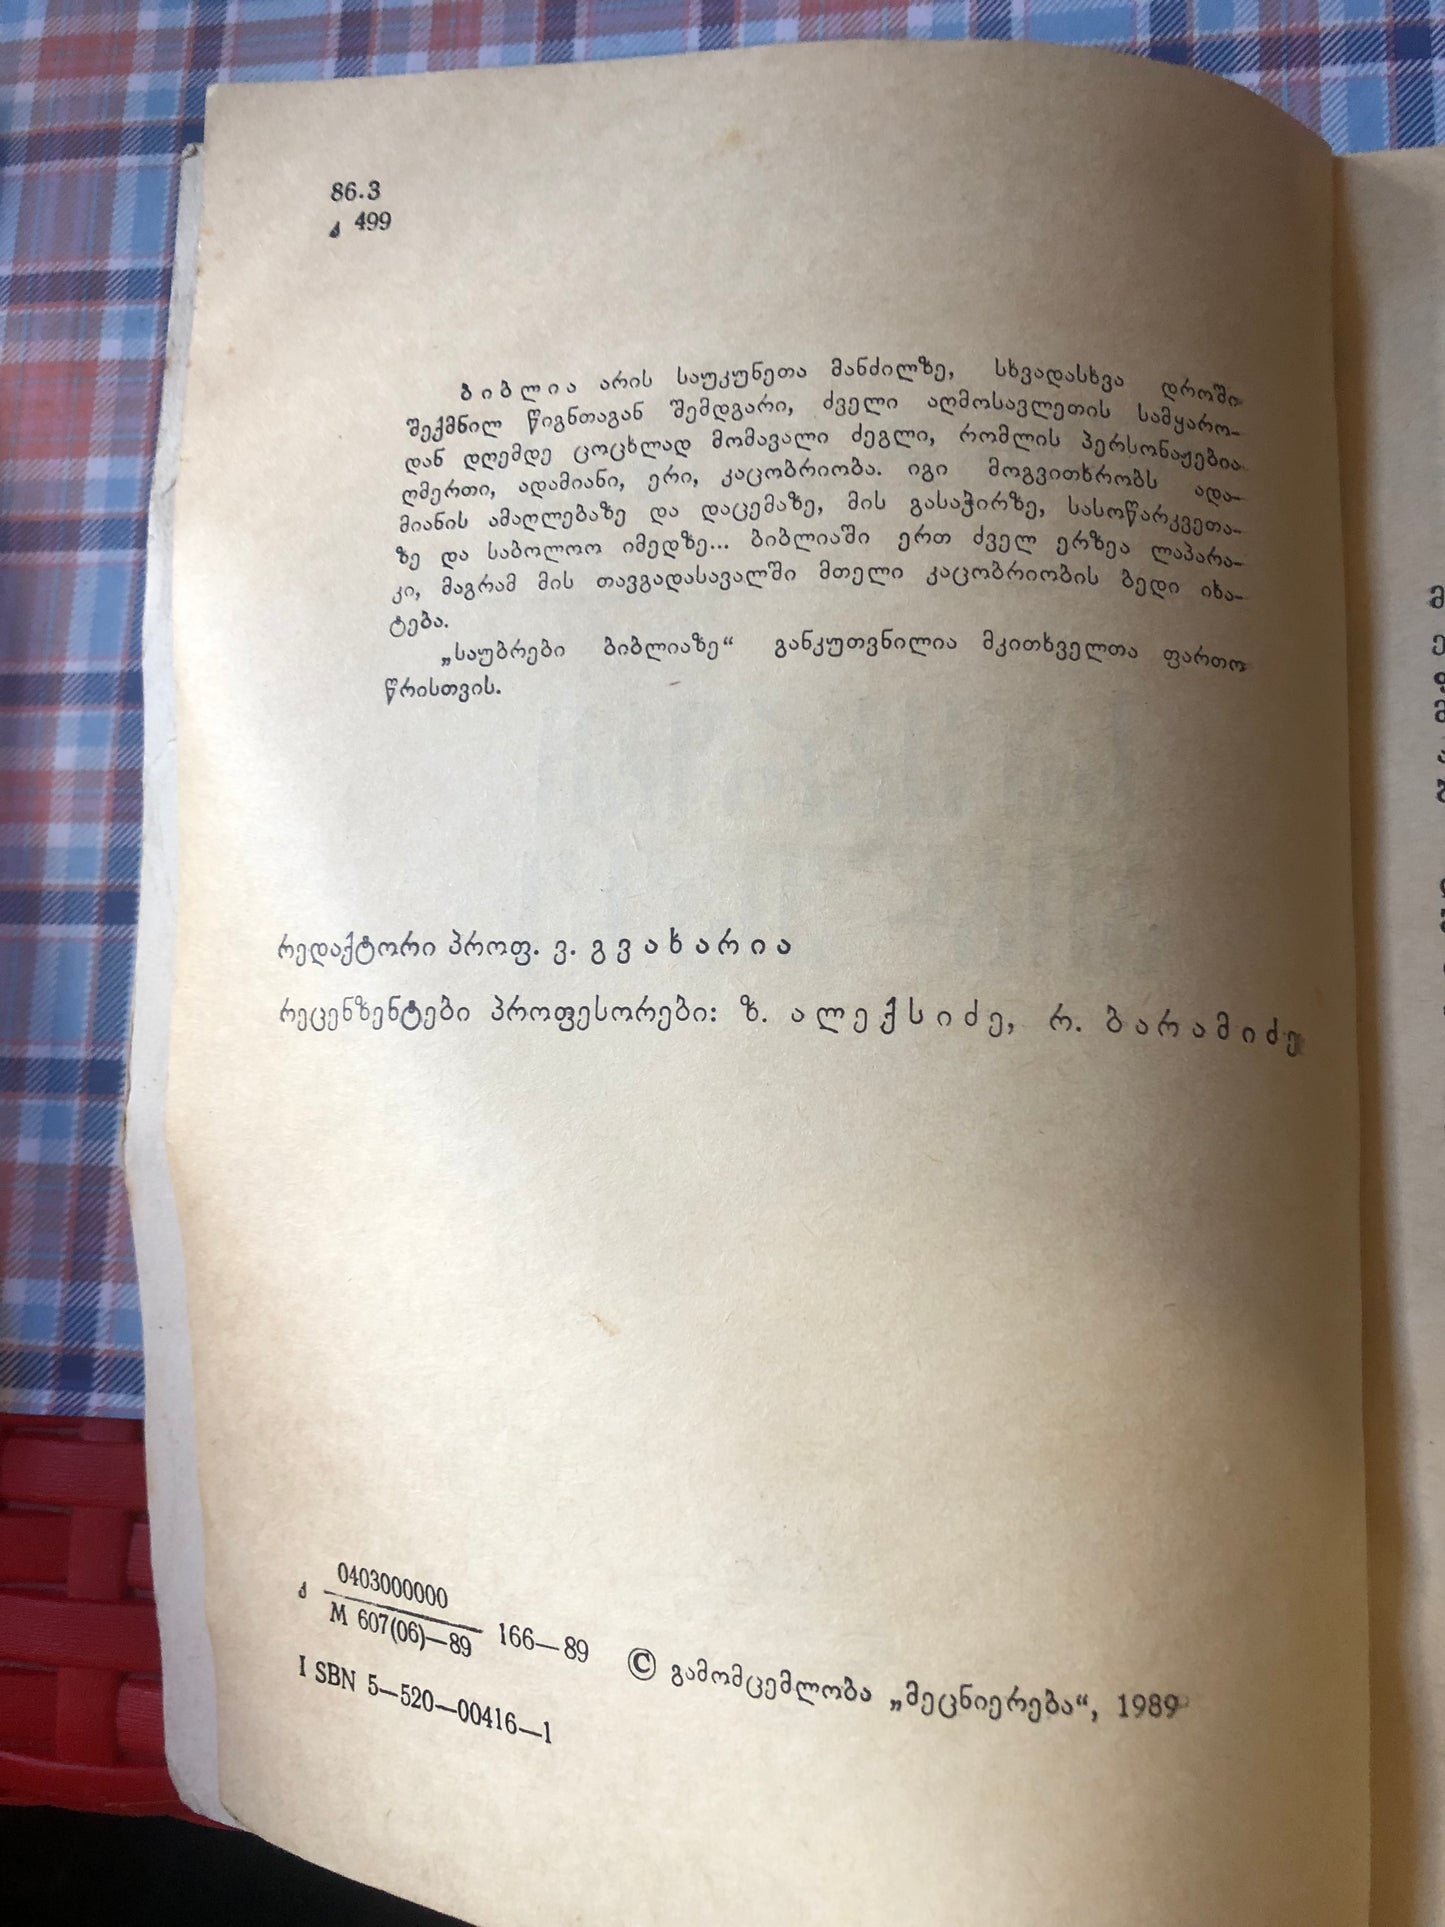 86.3
კ 499
ბიბლია არის საუკუნეთა მანძილზე, სხვადასხვა დროში
შექმნილ წიგნთაგან შემდგარი, ძველი აღმოსავლეთის სამყარო-
დან დღემდე ცოცხლად მომავალი ძეგლი, რომლის პერსონაჟებია
ღმერთი, ადამიანი, ერი, კაცობრიობა. იგი მოგვითხრობს ადა-
მიანის ამაღლებაზე და დაცემაზე, მის გასაჭირზე, სასოწარკვეთა-
ზე და საბოლოო იმედზე... ბიბლიაში ერთ ძველ ერზეა ლაპარა-
კი, მაგრამ მის თავგადასავალში მთელი კაცობრიობის ბედი იხა-
ტება.
„საუბრები ბიბლიაზე“ განკუთვნილია მკითხველთა ფართო
წრისთვის.
რედაქტორი პროფ. ვ. გვახარია
რეცენზენტები პროფესორები: ზ. ალექსიძე, რ. ბარამიძე
კ 0403000000
M 607(06)—89 166—89
I SBN 5—520—00416—1
© გამომცემლობა „მეცნიერება“, 1989